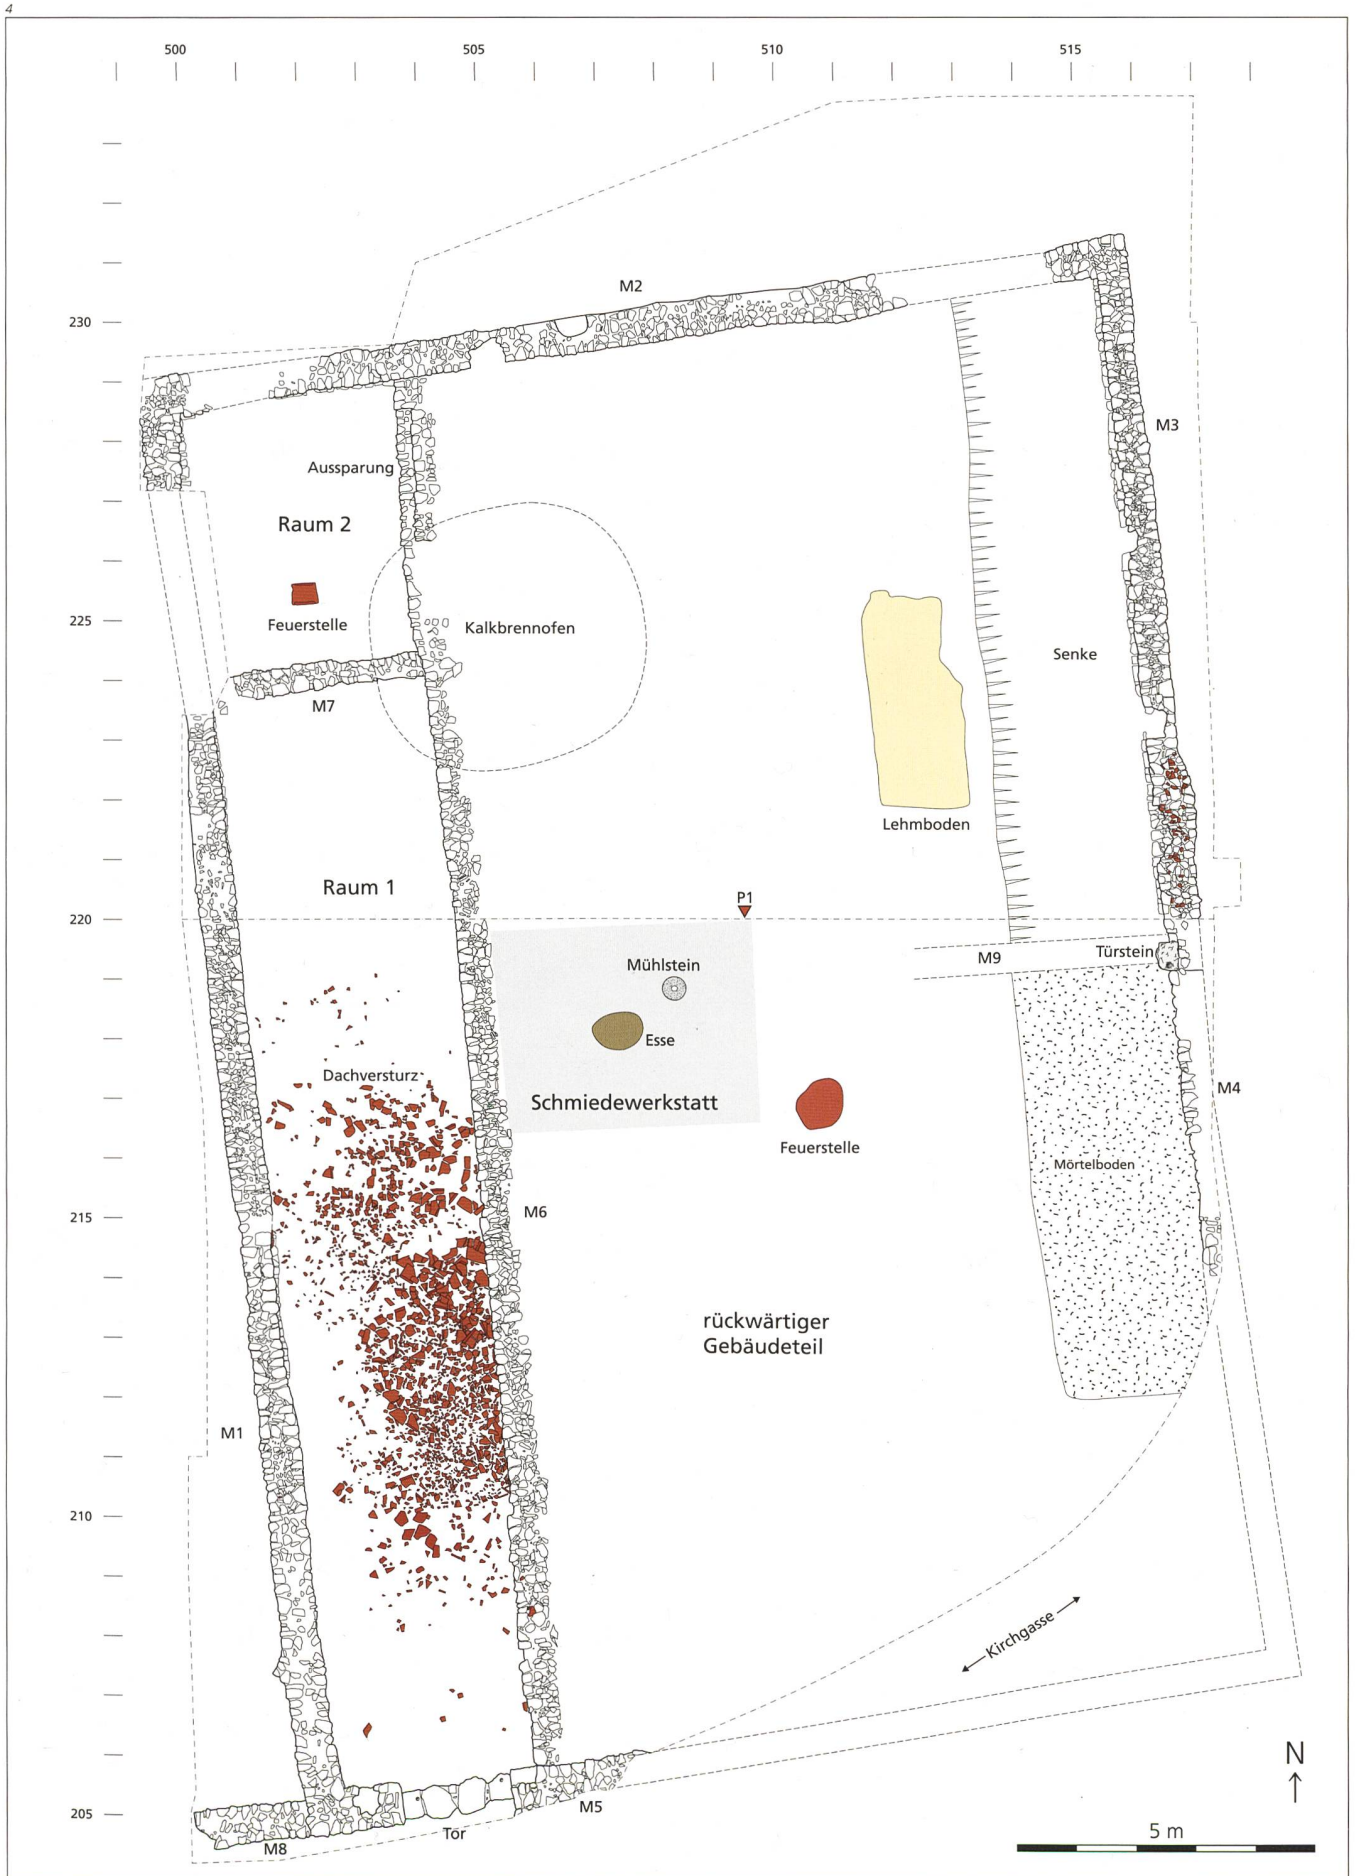 4
500
505
510
515
M2
230
M3
Aussparung
Raum 2
Feuerstelle
225
Kalkbrennofen
Senke
M7
Lehmboden
Raum 1
P1
220
M9
Türstein
Mühlstein
Esse
Dachversturz
Schmiedewerkstatt
M4
Feuerstelle
Mörtelboden
215
M6
rückwärtiger
Gebäudeteil
M1
210
Kirchgasse
N
205
M5
Tor
M8
5 m